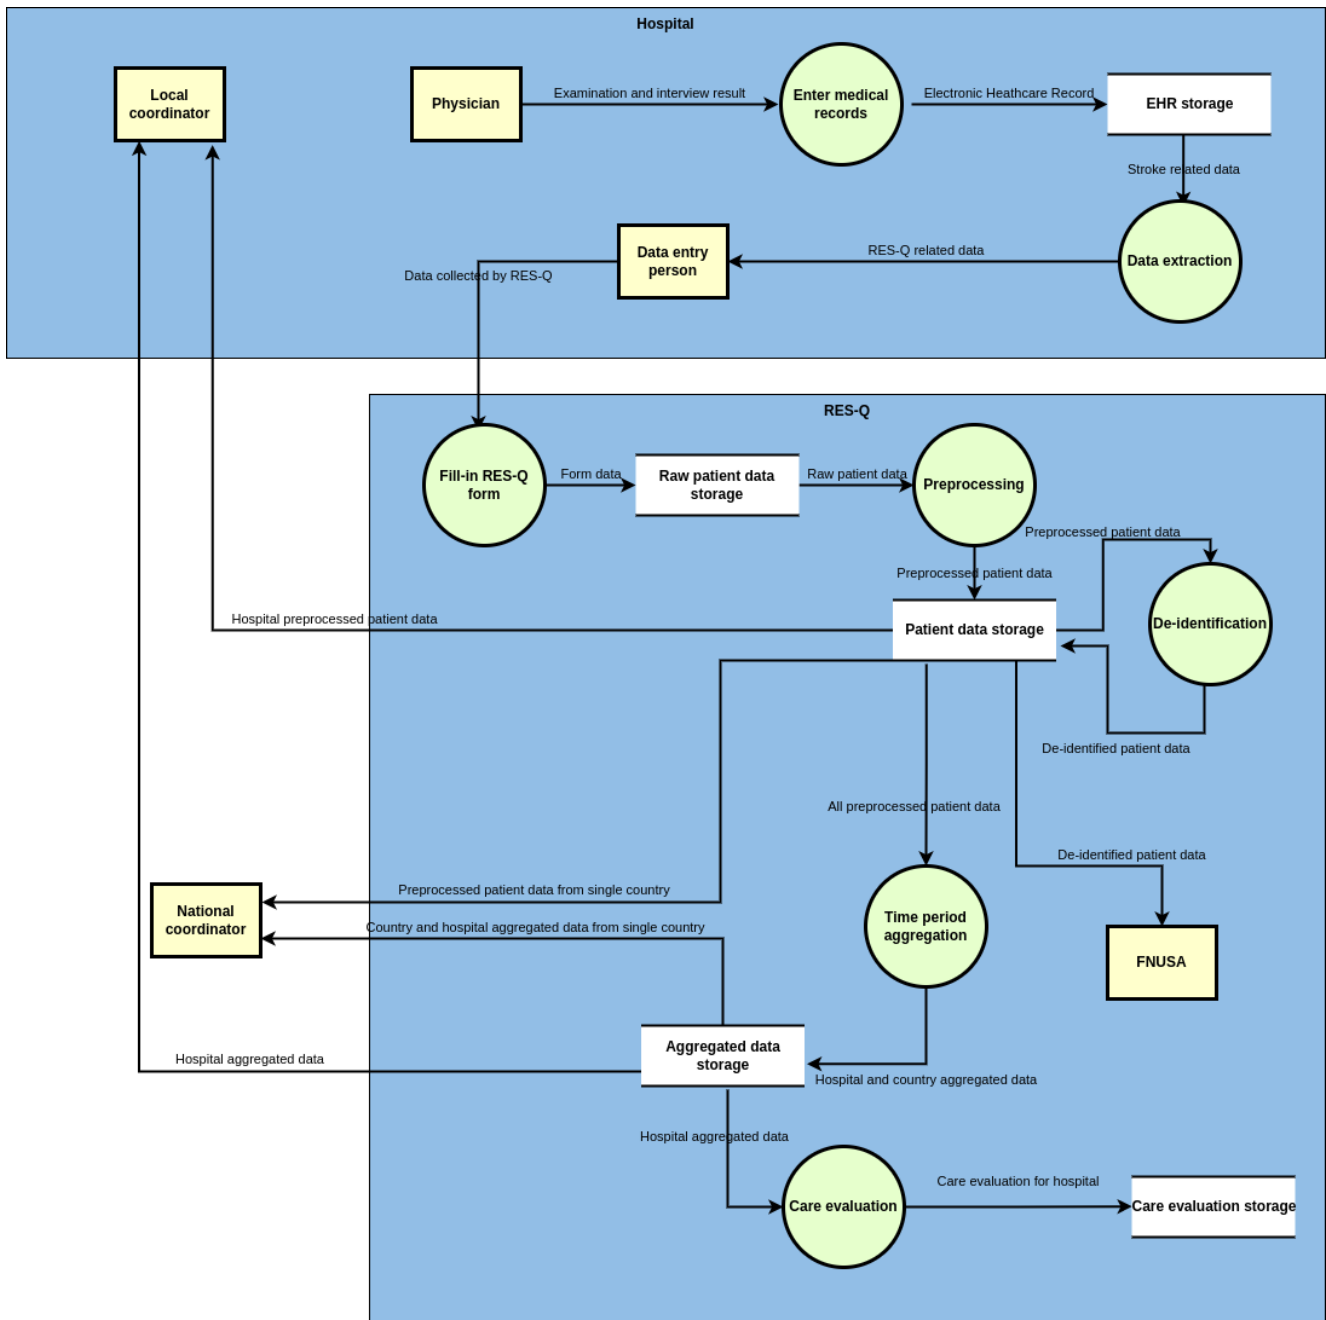 Hospital
Local
coordinator
Physician
Examination and interview result
Enter medical
records
Electronic Heathcare Record
EHR storage
Stroke related data
Data entry
person
RES-Q related data
Data extraction
Data collected by RES-Q
RES-Q
Fill-in RES-Q
form
Form data
Raw patient data
storage
Raw patient data
Preprocessing
Preprocessed patient data
Preprocessed patient data
Hospital preprocessed patient data
Patient data storage
De-identification
De-identified patient data
All preprocessed patient data
De-identified patient data
Preprocessed patient data from single country
National
coordinator
Country and hospital aggregated data from single country
Time period
aggregation
FNUSA
Hospital aggregated data
Aggregated data
storage
Hospital and country aggregated data
Hospital aggregated data
Care evaluation
Care evaluation for hospital
Care evaluation storage